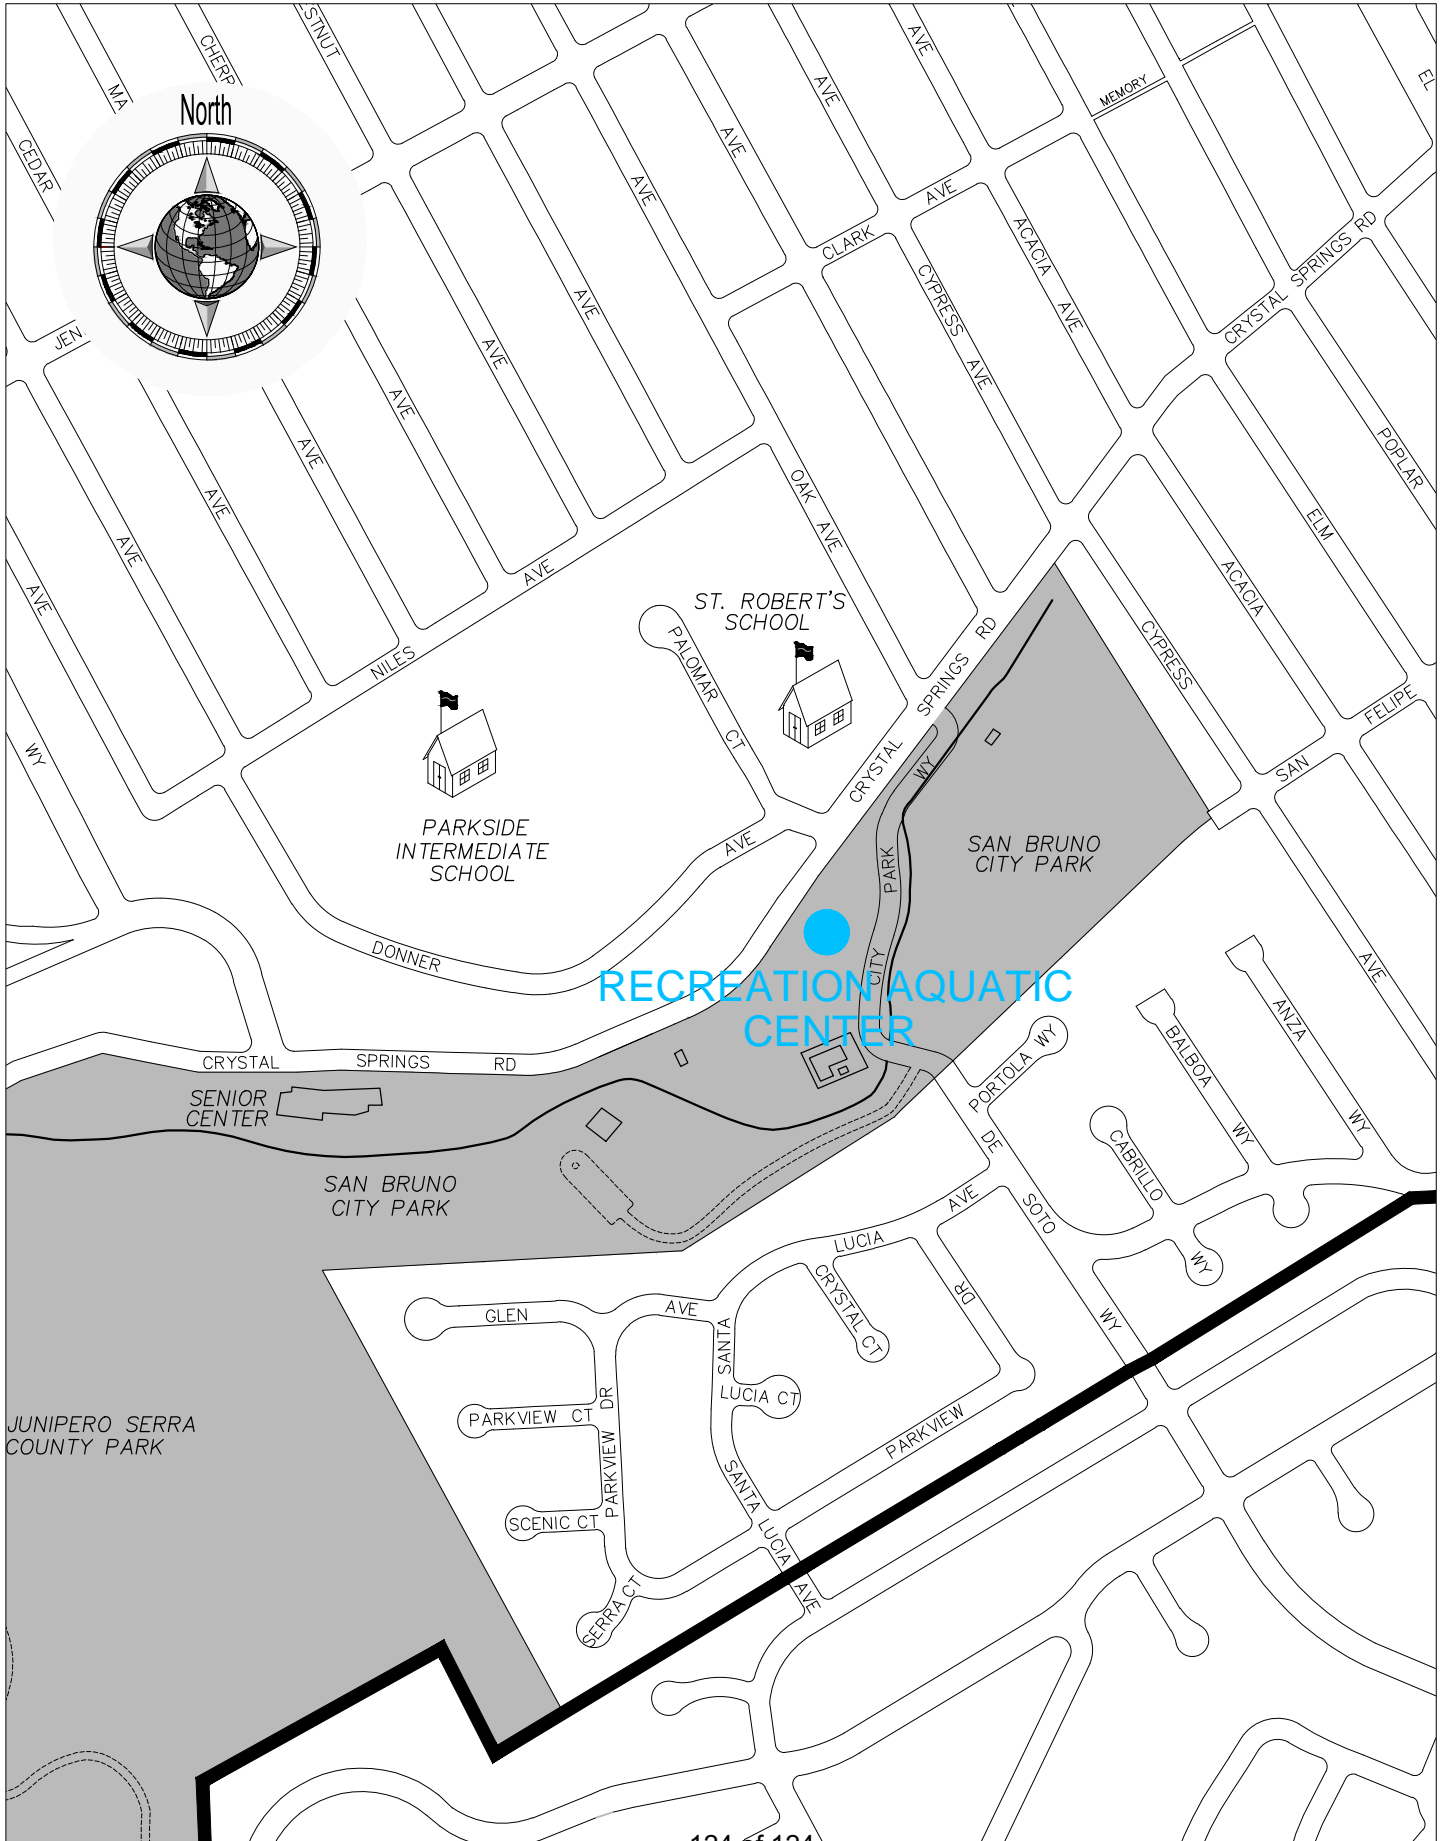 STNUT
CHERR
MA
CEDAR
North
JEN
AVE
AVE
AVE
AVE
AVE
AVE
EL
MEMORY
AVE
CLARK
ACACIA
AVE
CRYSTAL SPRINGS RD
CYPRESS
AVE
AVE
AVE
AVE
AVE
AVE
AVE
NILES
AVE
OAK
AVE
POPLAR
ELM
ACACIA
CYPRESS
SAN FELIPE
AVE
WY
ST. ROBERT'S
SCHOOL
PALOMAR
CT
CRYSTAL SPRINGS RD
PARKSIDE
INTERMEDIATE
SCHOOL
DONNER
AVE
CITY PARK WY
SAN BRUNO
CITY PARK
RECREATION AQUATIC
CENTER
CRYSTAL SPRINGS RD
SENIOR
CENTER
SAN BRUNO
CITY PARK
PORTOLA WY
BALBOA
WY
ANZA
WY
CABRILLO
WY
DE
SOTO
WY
LUCIA
AVE
CRYSTAL CT
DR
GLEN
AVE
SANTA
LUCIA CT
PARKVIEW CT
PARKVIEW
DR
PARKVIEW
SCENIC CT
SANTA LUCIA AVE
SERRA CT
JUNIPERO SERRA
COUNTY PARK
124 of 124